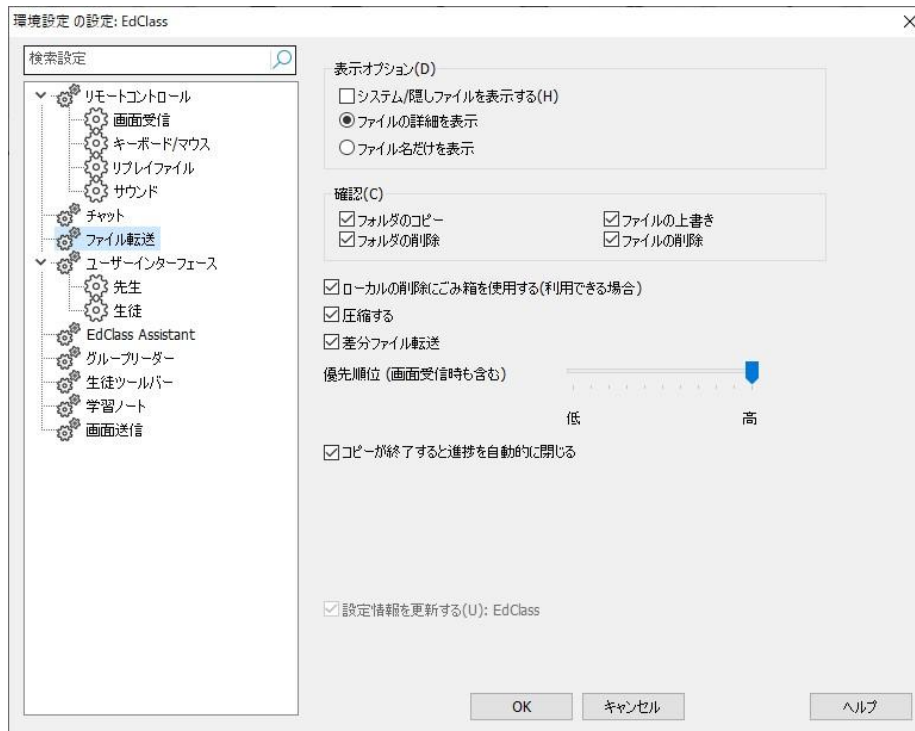 環境設定 の設定: EdClass
検索設定
リモートコントロール
画面受信
キーボード/マウス
リプレイファイル
サウンド
チャット
ファイル転送
ユーザーインターフェース
先生
生徒
EdClass Assistant
グループリーダー
生徒ツールバー
学習ノート
画面送信
表示オプション(D)
システム/隠しファイルを表示する(H)
ファイルの詳細を表示
ファイル名だけを表示
確認(C)
フォルダのコピー
ファイルの上書き
フォルダの削除
ファイルの削除
ローカルの削除にごみ箱を使用する(利用できる場合)
圧縮する
差分ファイル転送
優先順位 (画面受信時も含む)
低
高
コピーが終了すると進捗を自動的に閉じる
設定情報を更新する(U): EdClass
OK
キャンセル
ヘルプ